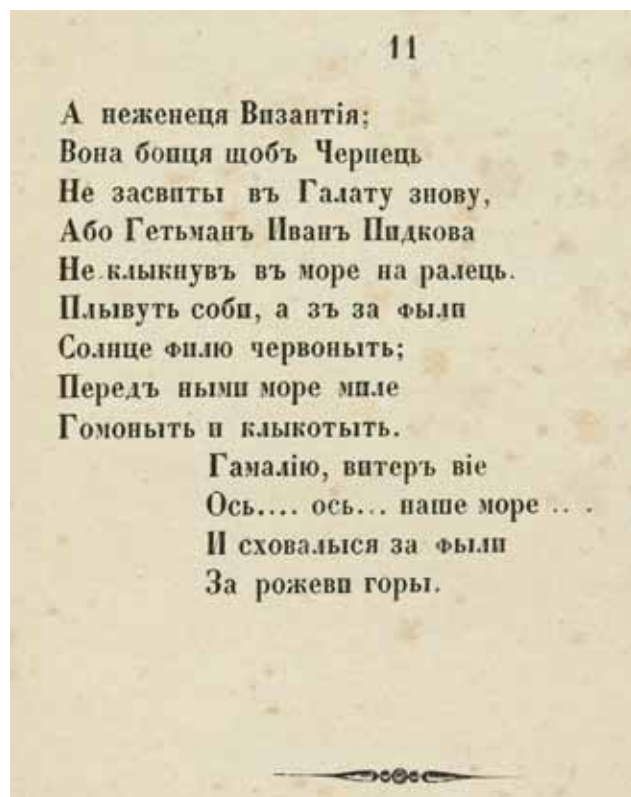 11
А неженеця Византія;
Вона боиця щобъ Чернець
Не засвиты въ Галату знову,
Або Гетьманъ Иванъ Пидкова
Не клыкнувъ въ море на ралець.
Плывуть соби, а зъ за фыли
Солнце филю червоныть;
Передъ ными море миле
Гомоныть и клыкотыть.
Гамалію, витеръ віе
Ось.... ось... наше море ...
И сховалыся за фыли
За рожеви горы.